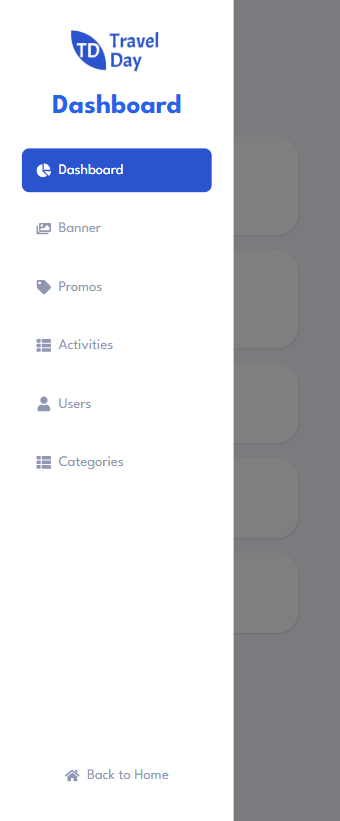 TD Travel
Day
Dashboard
Dashboard
Banner
Promos
Activities
Users
Categories
Back to Home